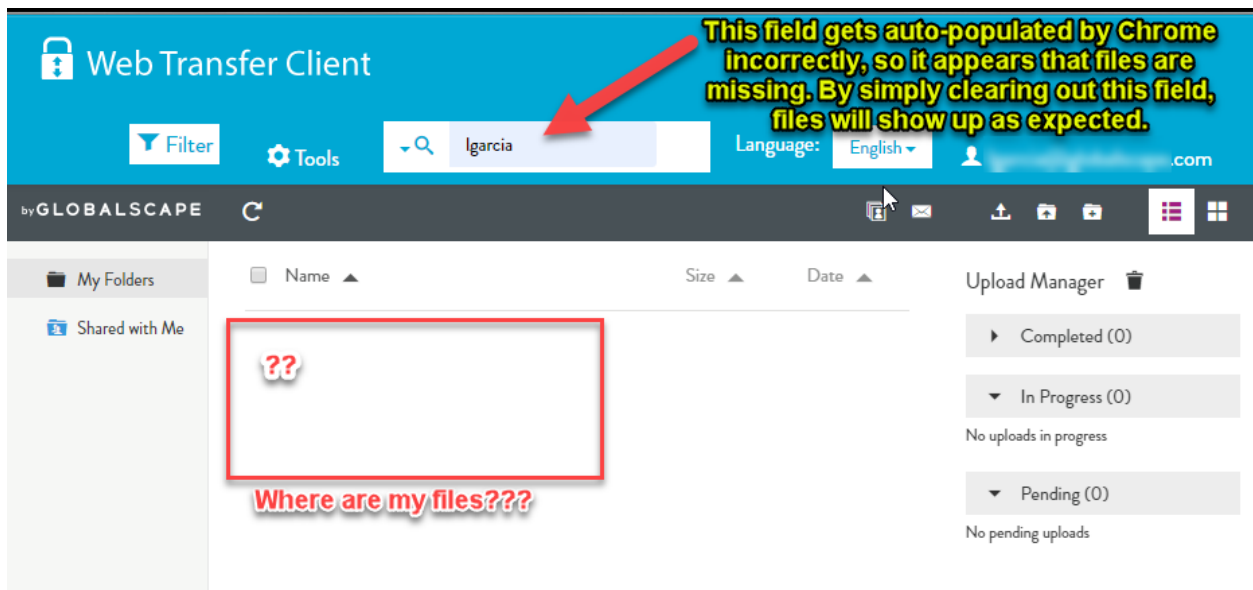 This field gets auto-populated by Chrome
incorrectly, so it appears that files are
missing. By simply clearing out this field,
files will show up as expected.
Web Transfer Client
Filter
Tools
lgarcia
Language:
English
.com
byGLOBALSCAPE
My Folders
Shared with Me
Name
Size
Date
??
Where are my files???
Upload Manager
Completed (0)
In Progress (0)
No uploads in progress
Pending (0)
No pending uploads